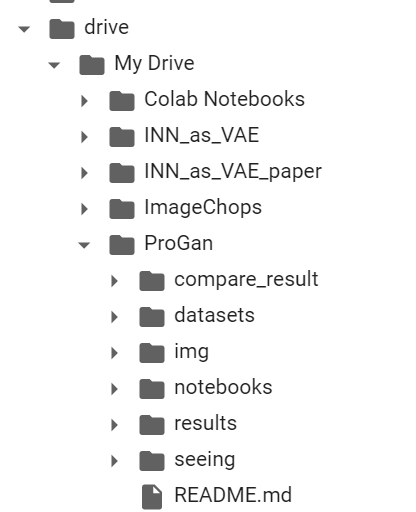 drive
My Drive
Colab Notebooks
INN_as_VAE
INN_as_VAE_paper
ImageChops
ProGan
compare_result
datasets
img
notebooks
results
seeing
README.md